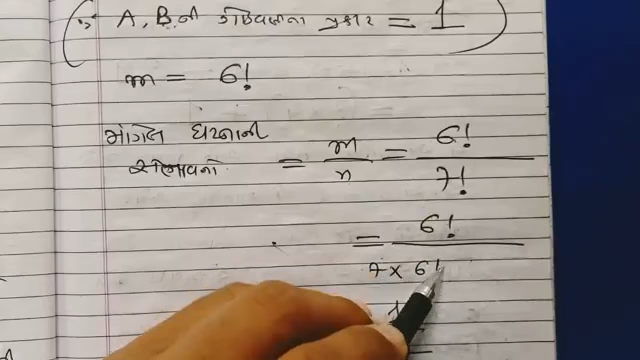 ∵ A, B ની ગોઠવણીના પ્રકાર = 1
m = 6!
માંગેલ ઘટનાની
સંભાવના = m/n = 6!/7!
= 6!/7 × 6!